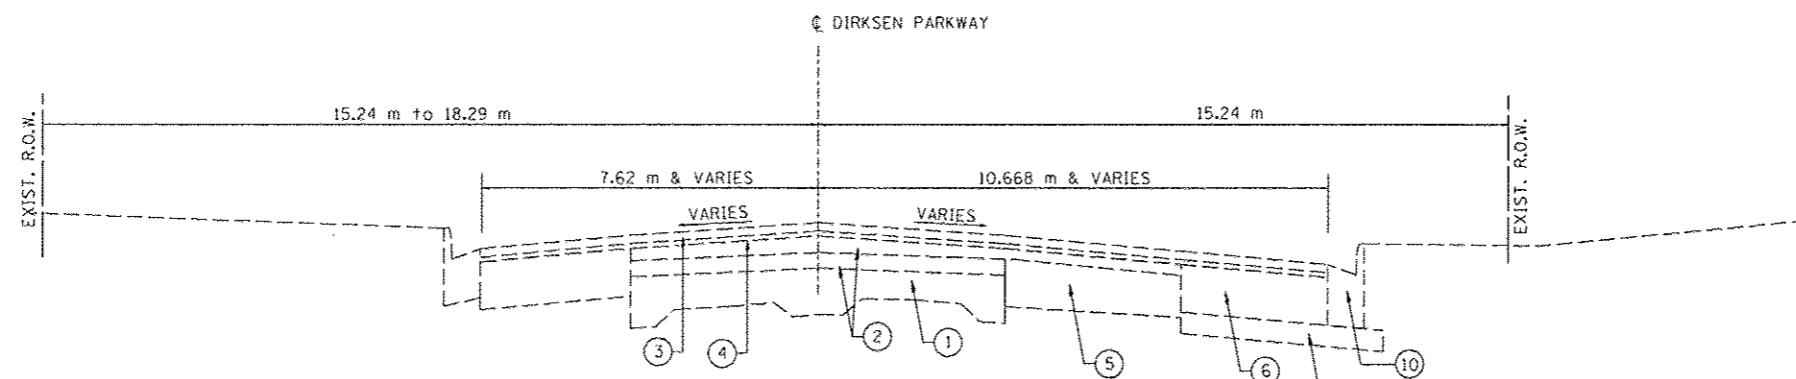 ℄ DIRKSEN PARKWAY
15.24 m to 18.29 m
15.24 m
EXIST. R.O.W.
EXIST. R.O.W.
7.62 m & VARIES
10.668 m & VARIES
VARIES
VARIES
3
4
2
1
5
6
10